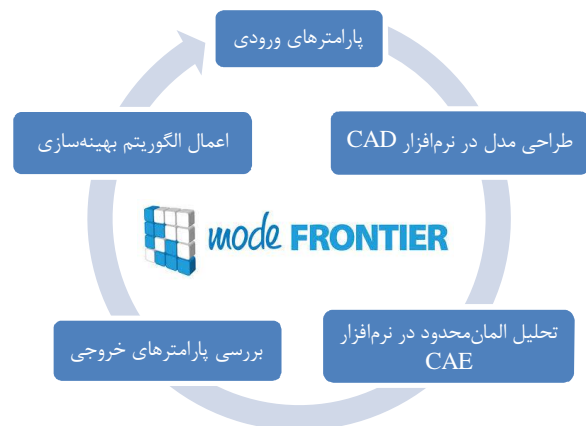 پارامترهای ورودی
طراحی مدل در نرم‌افزار CAD
تحلیل المان‌محدود در نرم‌افزار
CAE
بررسی پارامترهای خروجی
اعمال الگوریتم بهینه‌سازی
mode FRONTIER